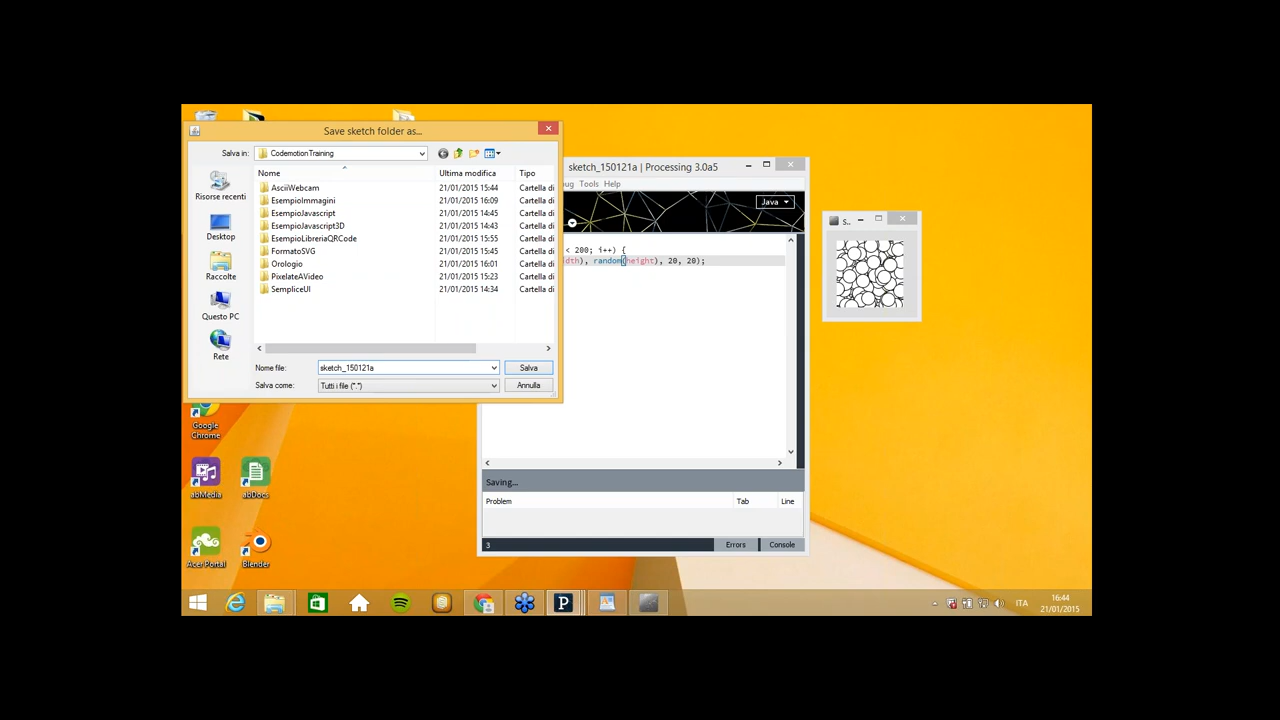 Save sketch folder as...
Salva in:
CodemotionTraining
Nome
Ultima modifica
Tipo
AsciiWebcam 21/01/2015 15:44 Cartella di
EsempioImmagini 21/01/2015 16:09 Cartella di
EsempioJavascript 21/01/2015 14:45 Cartella di
EsempioJavascript3D 21/01/2015 14:43 Cartella di
EsempioLibreriaQRCode 21/01/2015 15:55 Cartella di
FormatoSVG 21/01/2015 15:45 Cartella di
Orologio 21/01/2015 16:01 Cartella di
PixelateAVideo 21/01/2015 15:23 Cartella di
SempliceUI 21/01/2015 14:34 Cartella di
Risorse recenti
Desktop
Raccolte
Questo PC
Rete
Nome file:
sketch_150121a
Salva
Salva come:
Tutti i file (*.*)
Annulla
sketch_150121a | Processing 3.0a5
bug Tools Help
Java
< 200; i++) {
idth), random(height), 20, 20);
Saving...
Problem Tab Line
3
Errors
Console
S..
Google
Chrome
abMedia
abDocs
Acer Portal
Blender
ITA
16:44
21/01/2015